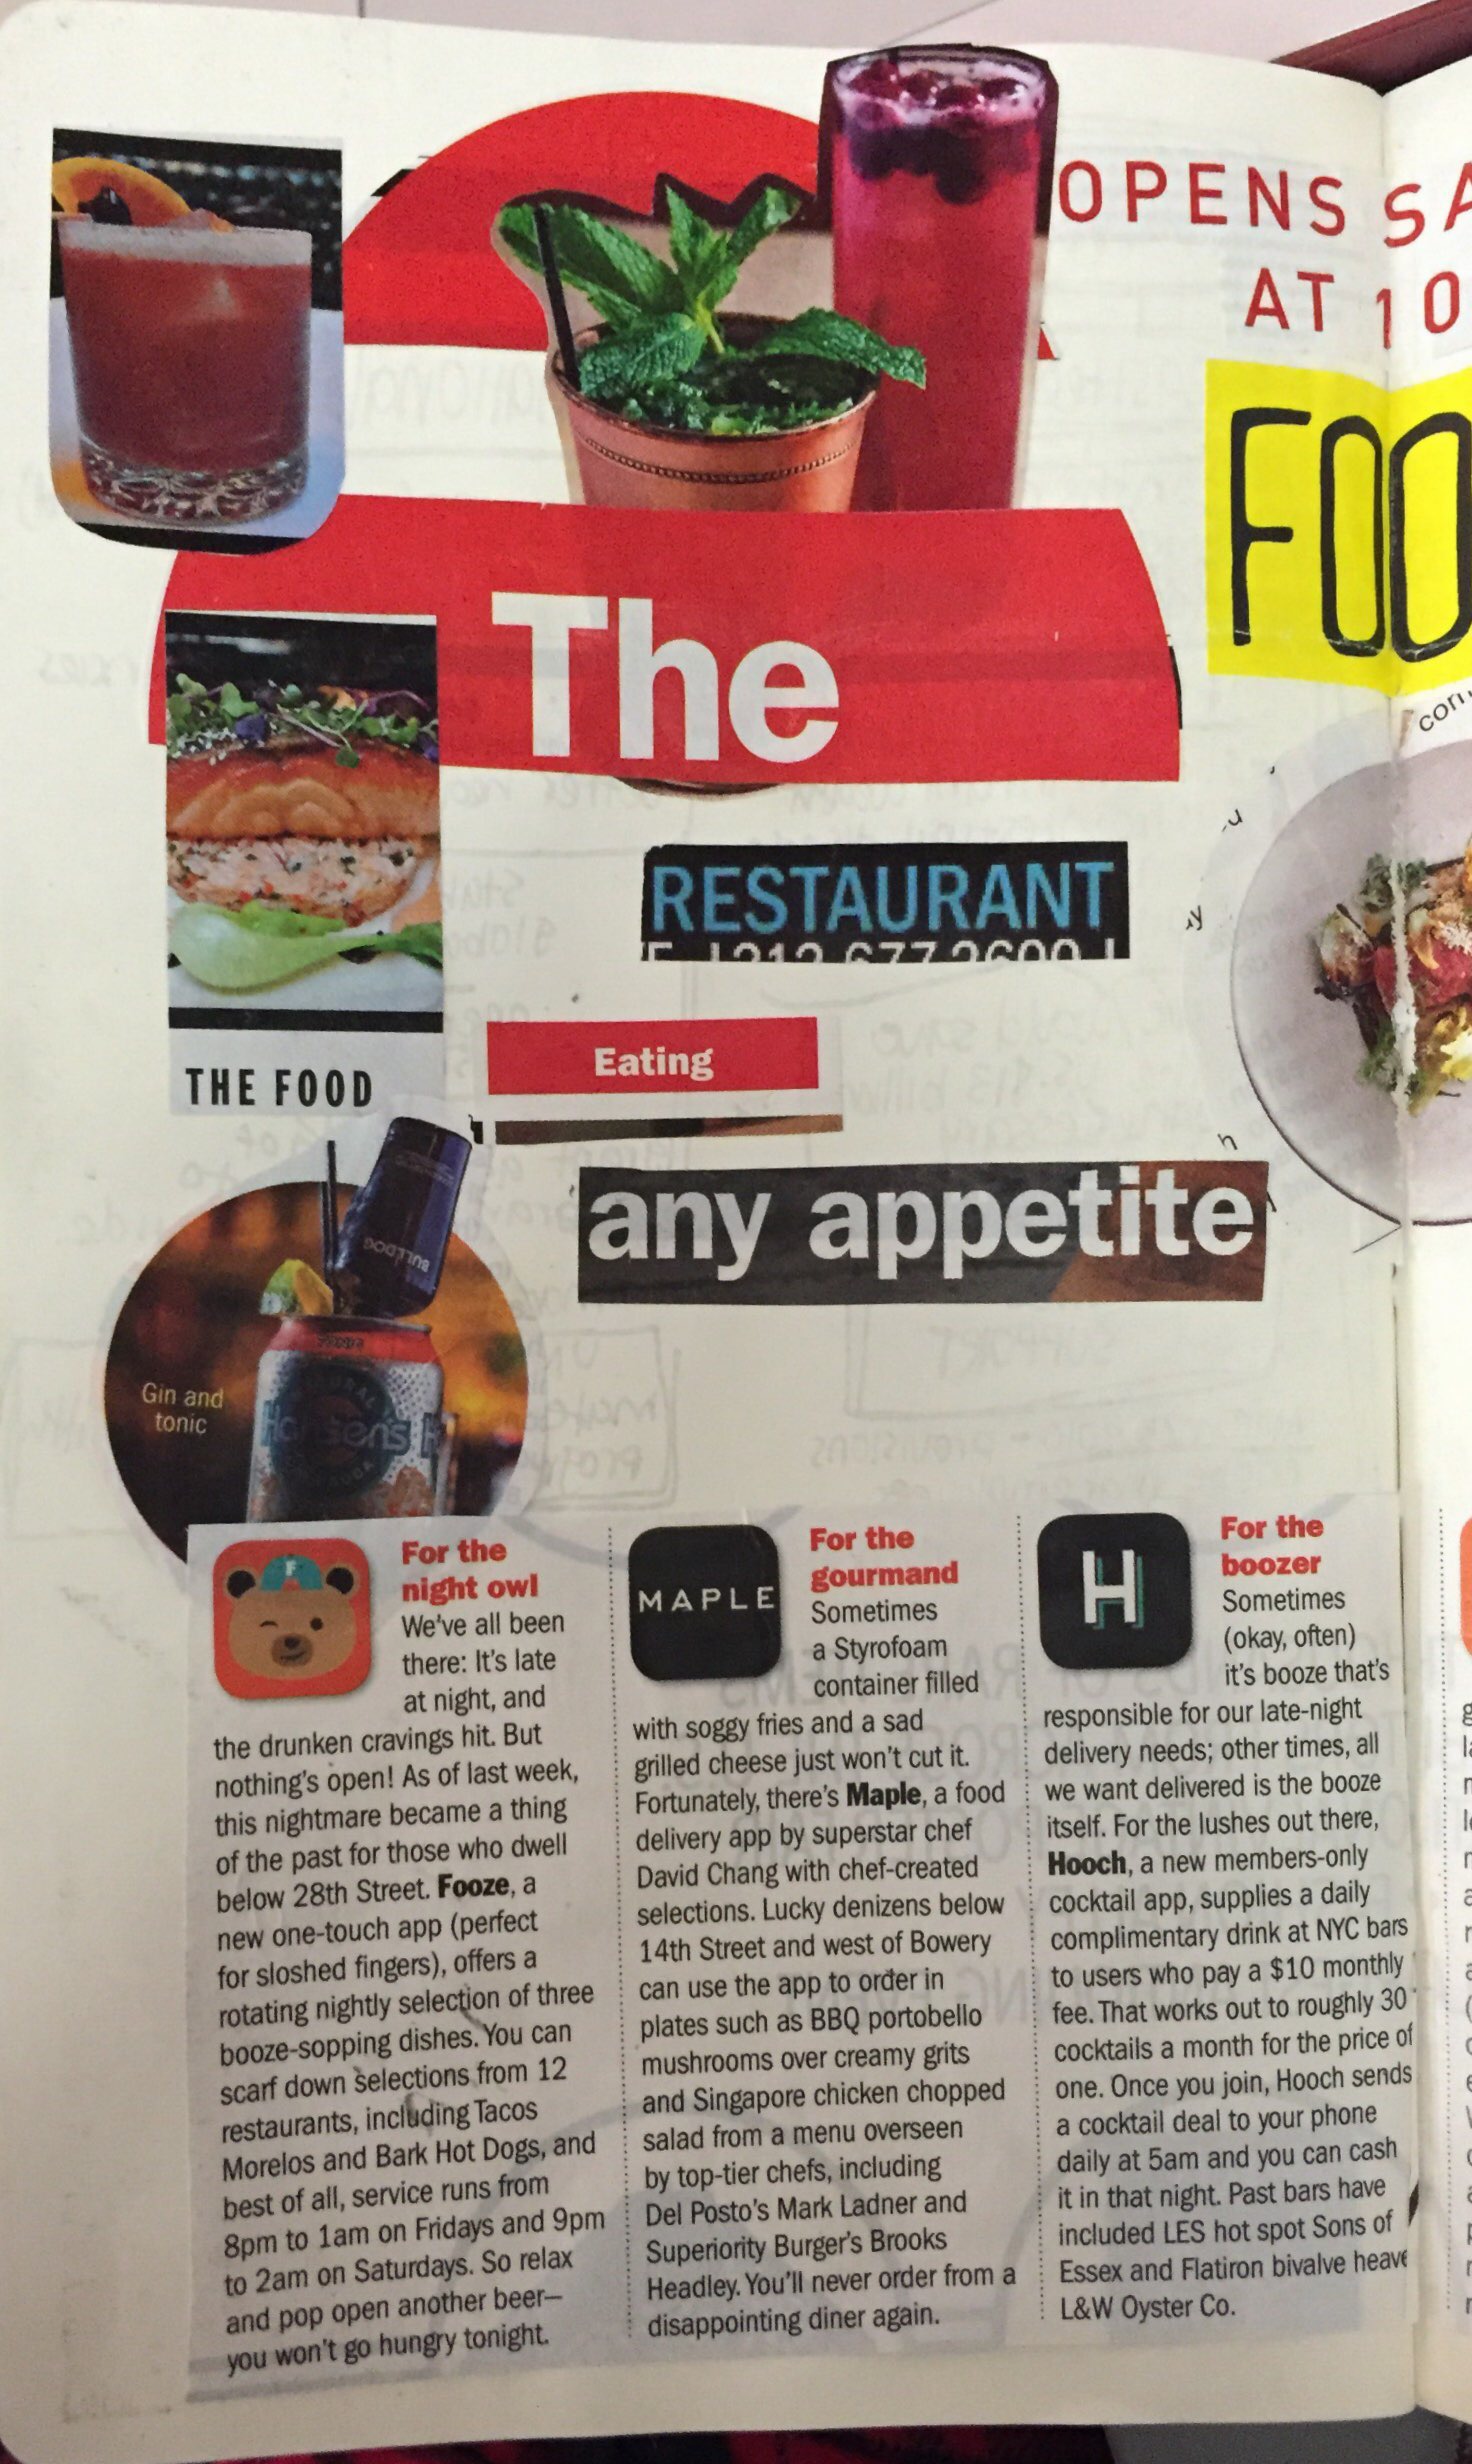 OPENS SA
AT 10
FOO
The
RESTAURANT
Eating
THE FOOD
any appetite
BULLDOG
Gin and
tonic
Hansen's
F
For the
night owl
We've all been
there: It's late
at night, and
the drunken cravings hit. But
nothing's open! As of last week,
this nightmare became a thing
of the past for those who dwell
below 28th Street. Fooze, a
new one-touch app (perfect
for sloshed fingers), offers a
rotating nightly selection of three
booze-sopping dishes. You can
scarf down selections from 12
restaurants, including Tacos
Morelos and Bark Hot Dogs, and
best of all, service runs from
8pm to 1am on Fridays and 9pm
to 2am on Saturdays. So relax
and pop open another beer—
you won't go hungry tonight.
MAPLE
For the
gourmand
Sometimes
a Styrofoam
container filled
with soggy fries and a sad
grilled cheese just won't cut it.
Fortunately, there's Maple, a food
delivery app by superstar chef
David Chang with chef-created
selections. Lucky denizens below
14th Street and west of Bowery
can use the app to order in
plates such as BBQ portobello
mushrooms over creamy grits
and Singapore chicken chopped
salad from a menu overseen
by top-tier chefs, including
Del Posto's Mark Ladner and
Superiority Burger's Brooks
Headley. You'll never order from a
disappointing diner again.
H
For the
boozer
Sometimes
(okay, often)
it's booze that's
responsible for our late-night
delivery needs; other times, all
we want delivered is the booze
itself. For the lushes out there,
Hooch, a new members-only
cocktail app, supplies a daily
complimentary drink at NYC bars
to users who pay a $10 monthly
fee. That works out to roughly 30
cocktails a month for the price of
one. Once you join, Hooch sends
a cocktail deal to your phone
daily at 5am and you can cash
it in that night. Past bars have
included LES hot spot Sons of
Essex and Flatiron bivalve heave
L&W Oyster Co.